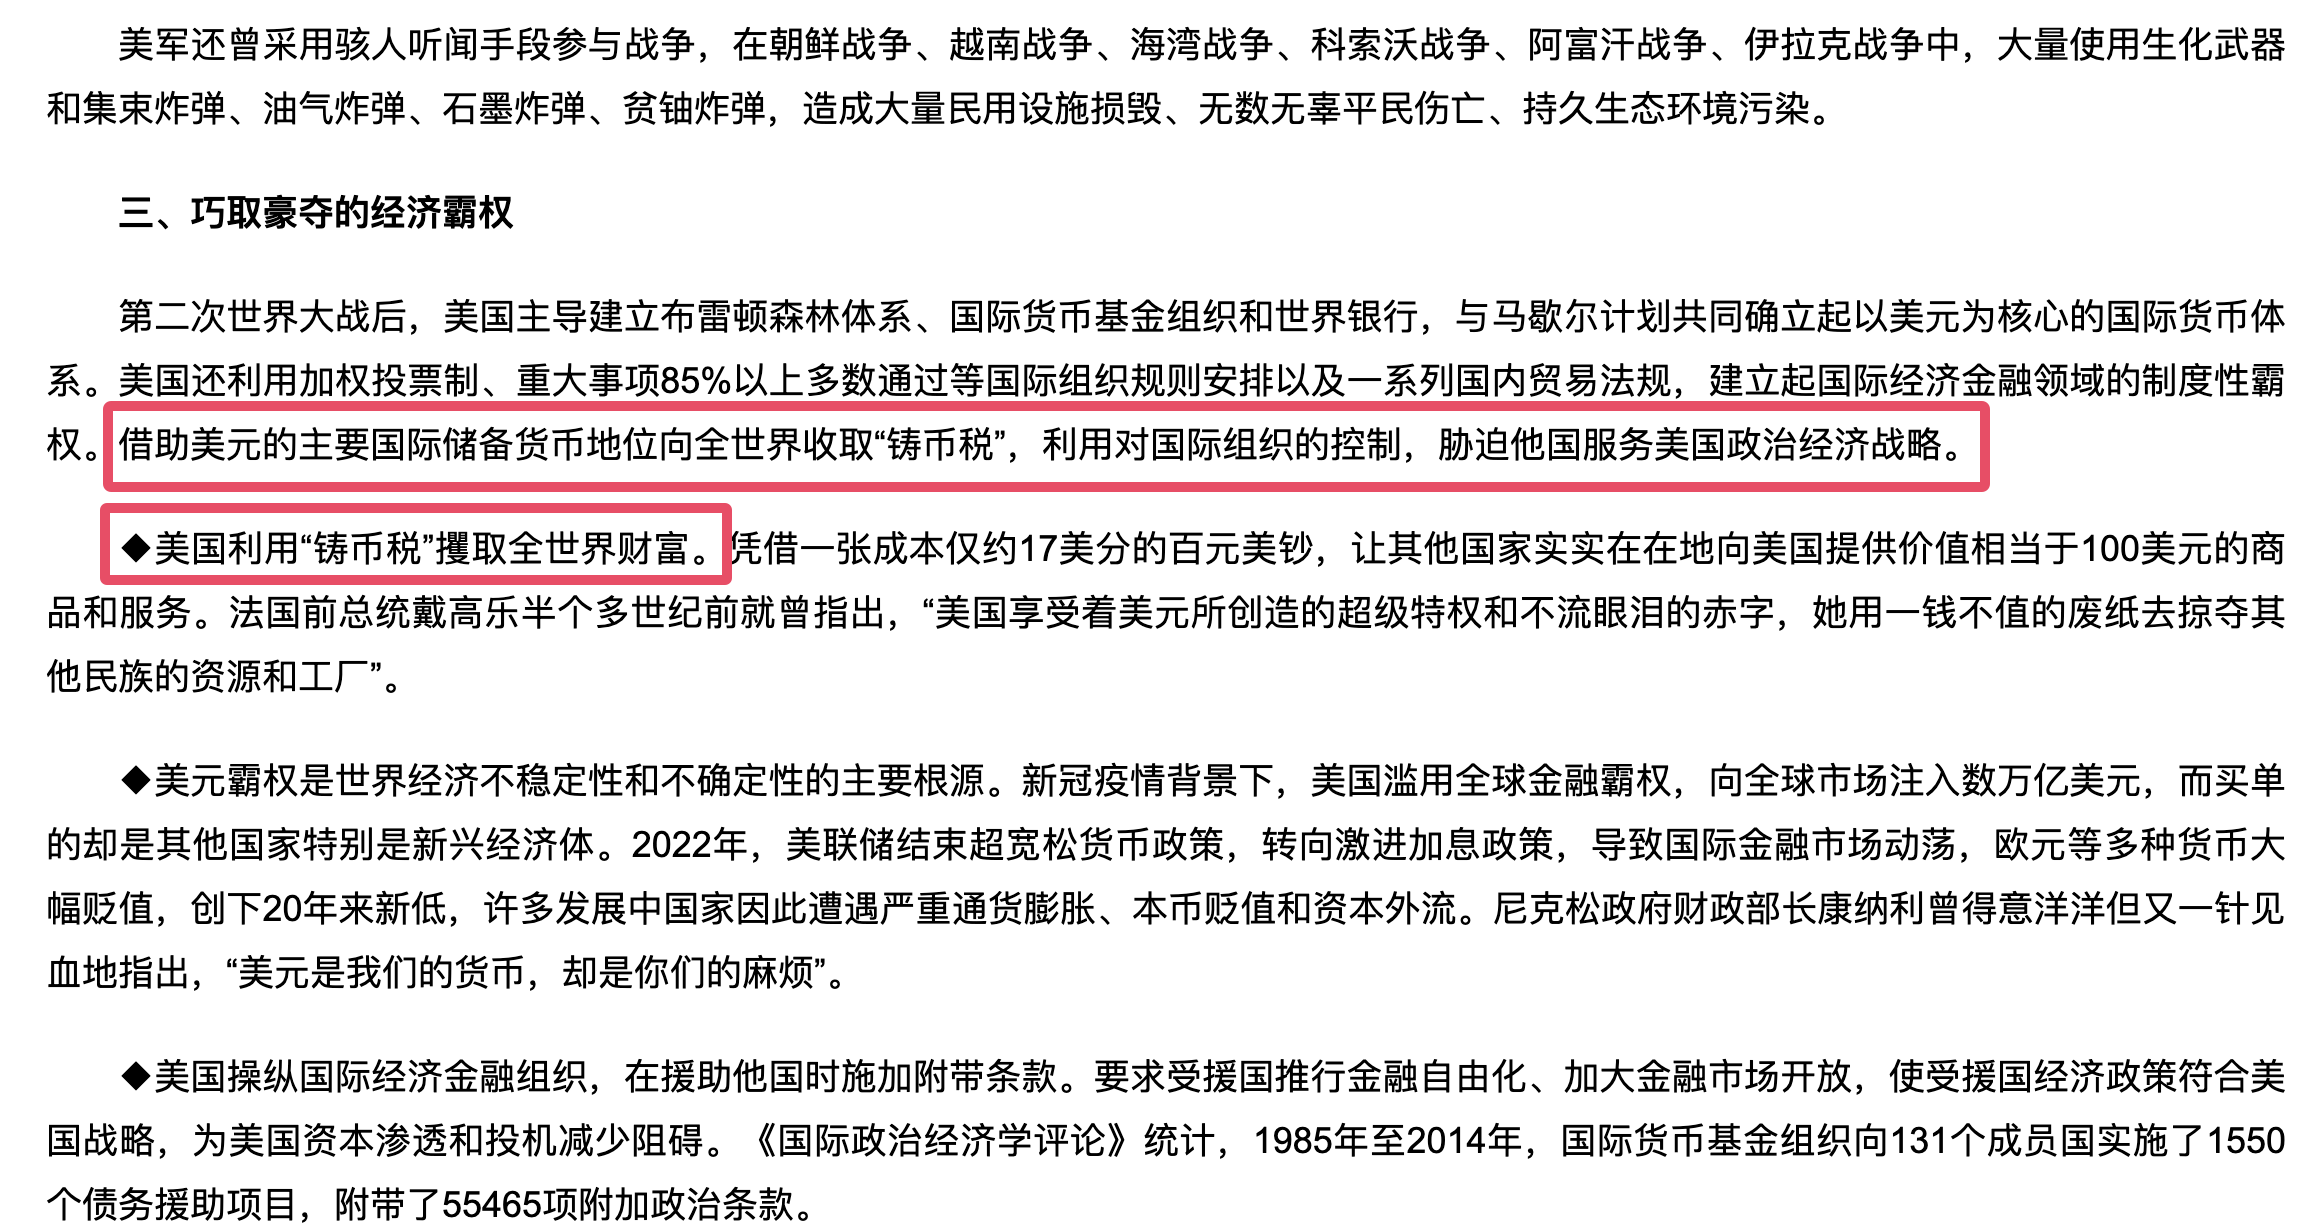 美军还曾采用骇人听闻手段参与战争，在朝鲜战争、越南战争、海湾战争、科索沃战争、阿富汗战争、伊拉克战争中，大量使用生化武器
和集束炸弹、油气炸弹、石墨炸弹、贫铀炸弹，造成大量民用设施损毁、无数无辜平民伤亡、持久生态环境污染。
三、巧取豪夺的经济霸权
第二次世界大战后，美国主导建立布雷顿森林体系、国际货币基金组织和世界银行，与马歇尔计划共同确立起以美元为核心的国际货币体
系。美国还利用加权投票制、重大事项85%以上多数通过等国际组织规则安排以及一系列国内贸易法规，建立起国际经济金融领域的制度性霸
权。借助美元的主要国际储备货币地位向全世界收取“铸币税”，利用对国际组织的控制，胁迫他国服务美国政治经济战略。
◆美国利用“铸币税”攫取全世界财富。凭借一张成本仅约17美分的百元美钞，让其他国家实实在在地向美国提供价值相当于100美元的商
品和服务。法国前总统戴高乐半个多世纪前就曾指出，“美国享受着美元所创造的超级特权和不流眼泪的赤字，她用一钱不值的废纸去掠夺其
他民族的资源和工厂”。
◆美元霸权是世界经济不稳定性和不确定性的主要根源。新冠疫情背景下，美国滥用全球金融霸权，向全球市场注入数万亿美元，而买单
的却是其他国家特别是新兴经济体。2022年，美联储结束超宽松货币政策，转向激进加息政策，导致国际金融市场动荡，欧元等多种货币大
幅贬值，创下20年来新低，许多发展中国家因此遭遇严重通货膨胀、本币贬值和资本外流。尼克松政府财政部长康纳利曾得意洋洋但又一针见
血地指出，“美元是我们的货币，却是你们的麻烦”。
◆美国操纵国际经济金融组织，在援助他国时施加附带条款。要求受援国推行金融自由化、加大金融市场开放，使受援国经济政策符合美
国战略，为美国资本渗透和投机减少阻碍。《国际政治经济学评论》统计，1985年至2014年，国际货币基金组织向131个成员国实施了1550
个债务援助项目，附带了55465项附加政治条款。